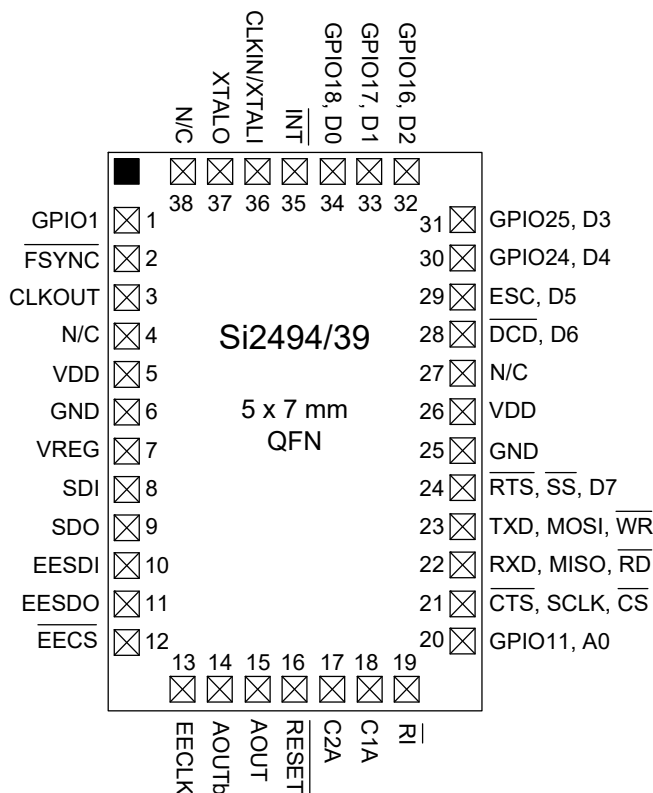 N/C
XTALO
CLKIN/XTALI
INT
GPIO18, D0
GPIO17, D1
GPIO16, D2
38 37 36 35 34 33 32
GPIO1 1
FSYNC 2
CLKOUT 3
N/C 4
VDD 5
GND 6
VREG 7
SDI 8
SDO 9
EESDI 10
EESDO 11
EECS 12
Si2494/39
5 x 7 mm
QFN
31 GPIO25, D3
30 GPIO24, D4
29 ESC, D5
28 DCD, D6
27 N/C
26 VDD
25 GND
24 RTS, SS, D7
23 TXD, MOSI, WR
22 RXD, MISO, RD
21 CTS, SCLK, CS
20 GPIO11, A0
13 14 15 16 17 18 19
EECLK
AOUTb
AOUT
RESET
C2A
C1A
RI